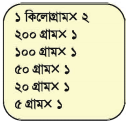 ১ কিলোগ্রাম× ২
২০০ গ্রাম× ১
১০০ গ্রাম× ১
৫০ গ্রাম× ১
২০ গ্রাম× ১
৫ গ্রাম× ১